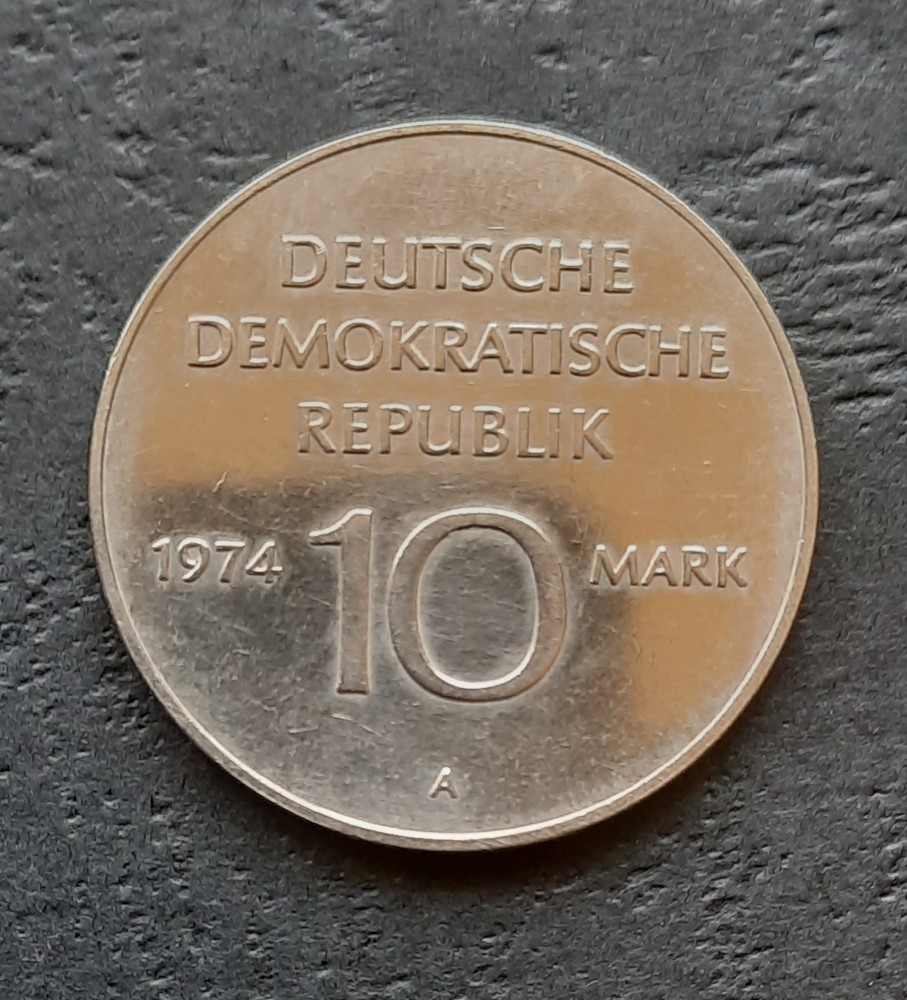 DEUTSCHE
DEMOKRATISCHE
REPUBLIK
1974 10 MARK
A